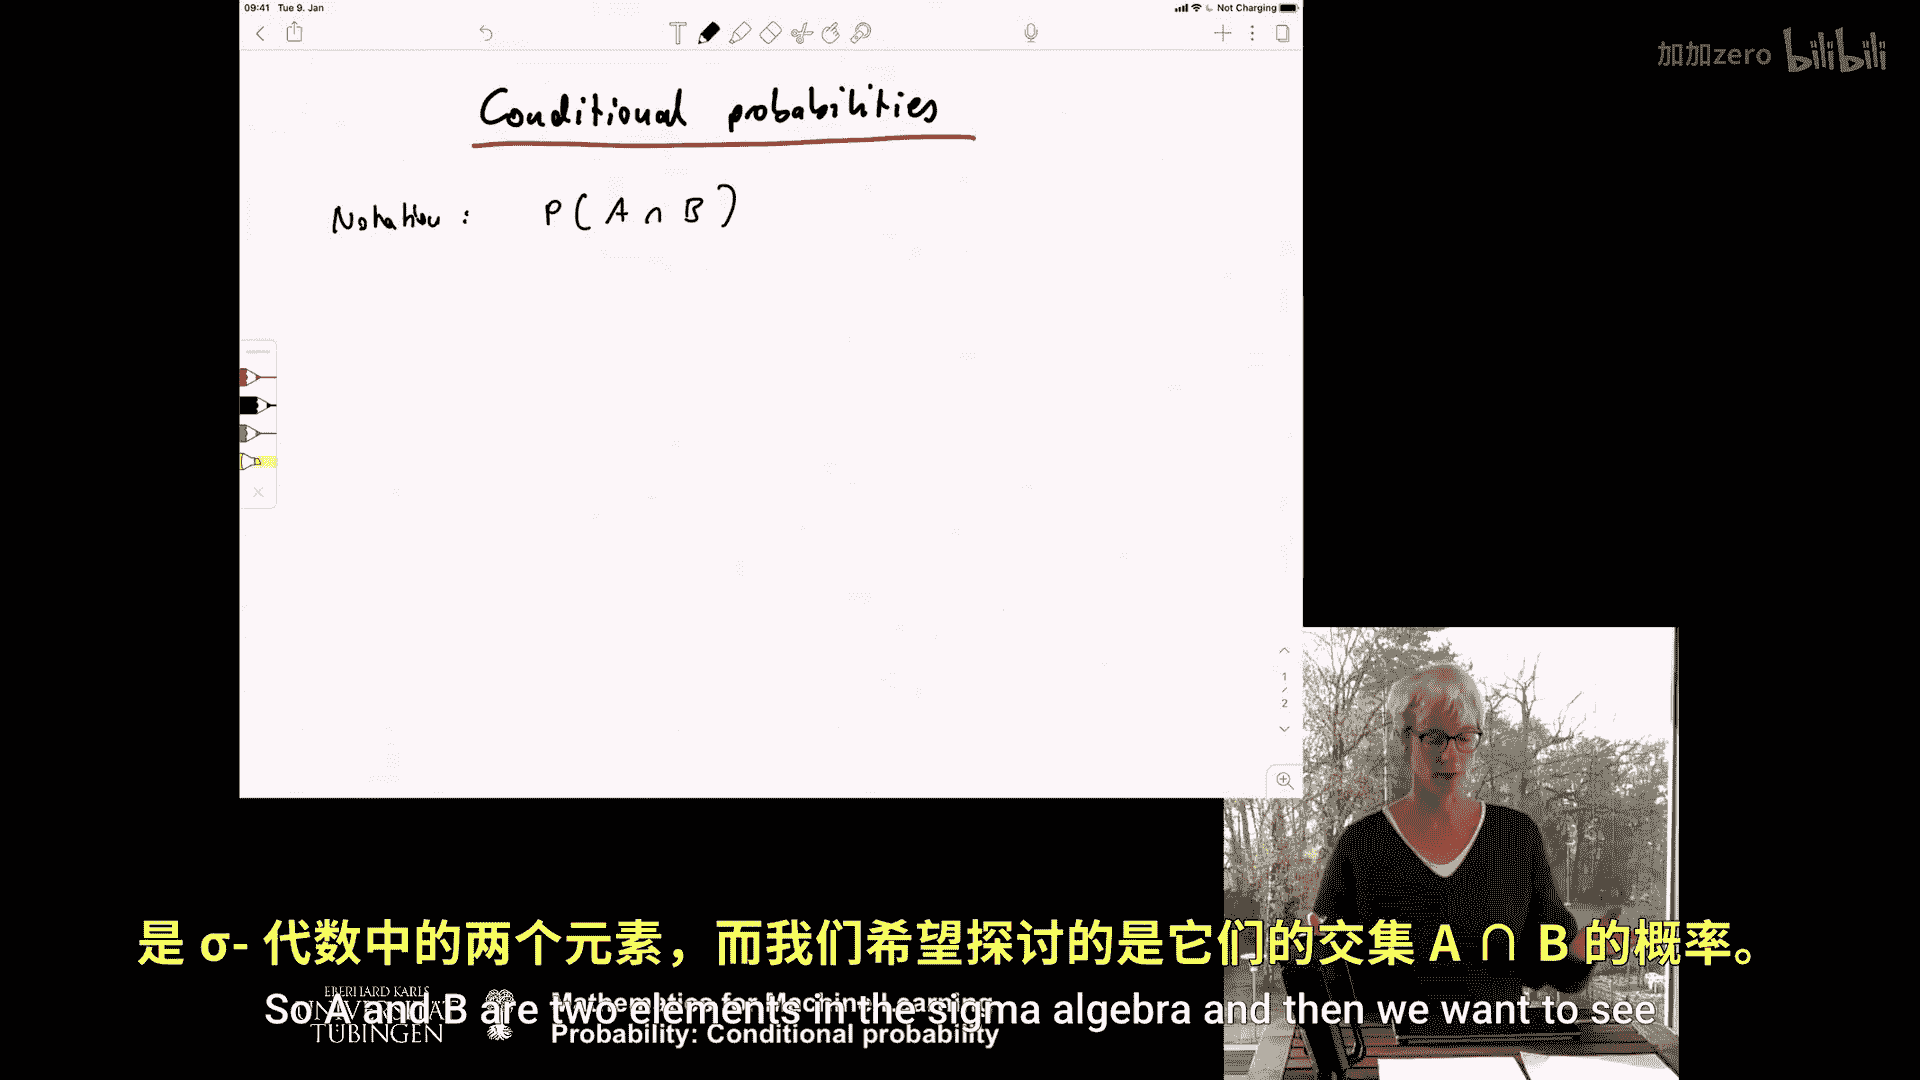 09:41 Tue 9. Jan
Not Charging
加加zero bilibili
Conditional probabilities
Notation : P( A ∩ B )
1
/
2
是 σ- 代数中的两个元素，而我们希望探讨的是它们的交集 A ∩ B 的概率。
So A and B are two elements in the sigma algebra and then we want to see
EBERHARD KARLS
UNIVERSITÄT
TÜBINGEN
Mathematics for Machine Learning
Probability: Conditional probability